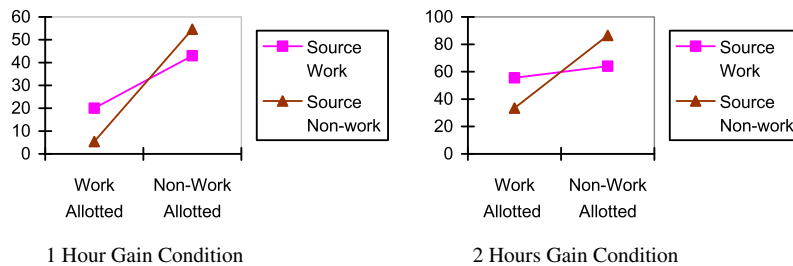 60
50
40
30
20
10
0
Work
Allotted
Non-Work
Allotted
Source
Work
Source
Non-work
1 Hour Gain Condition
100
80
60
40
20
0
Work
Allotted
Non-Work
Allotted
Source
Work
Source
Non-work
2 Hours Gain Condition